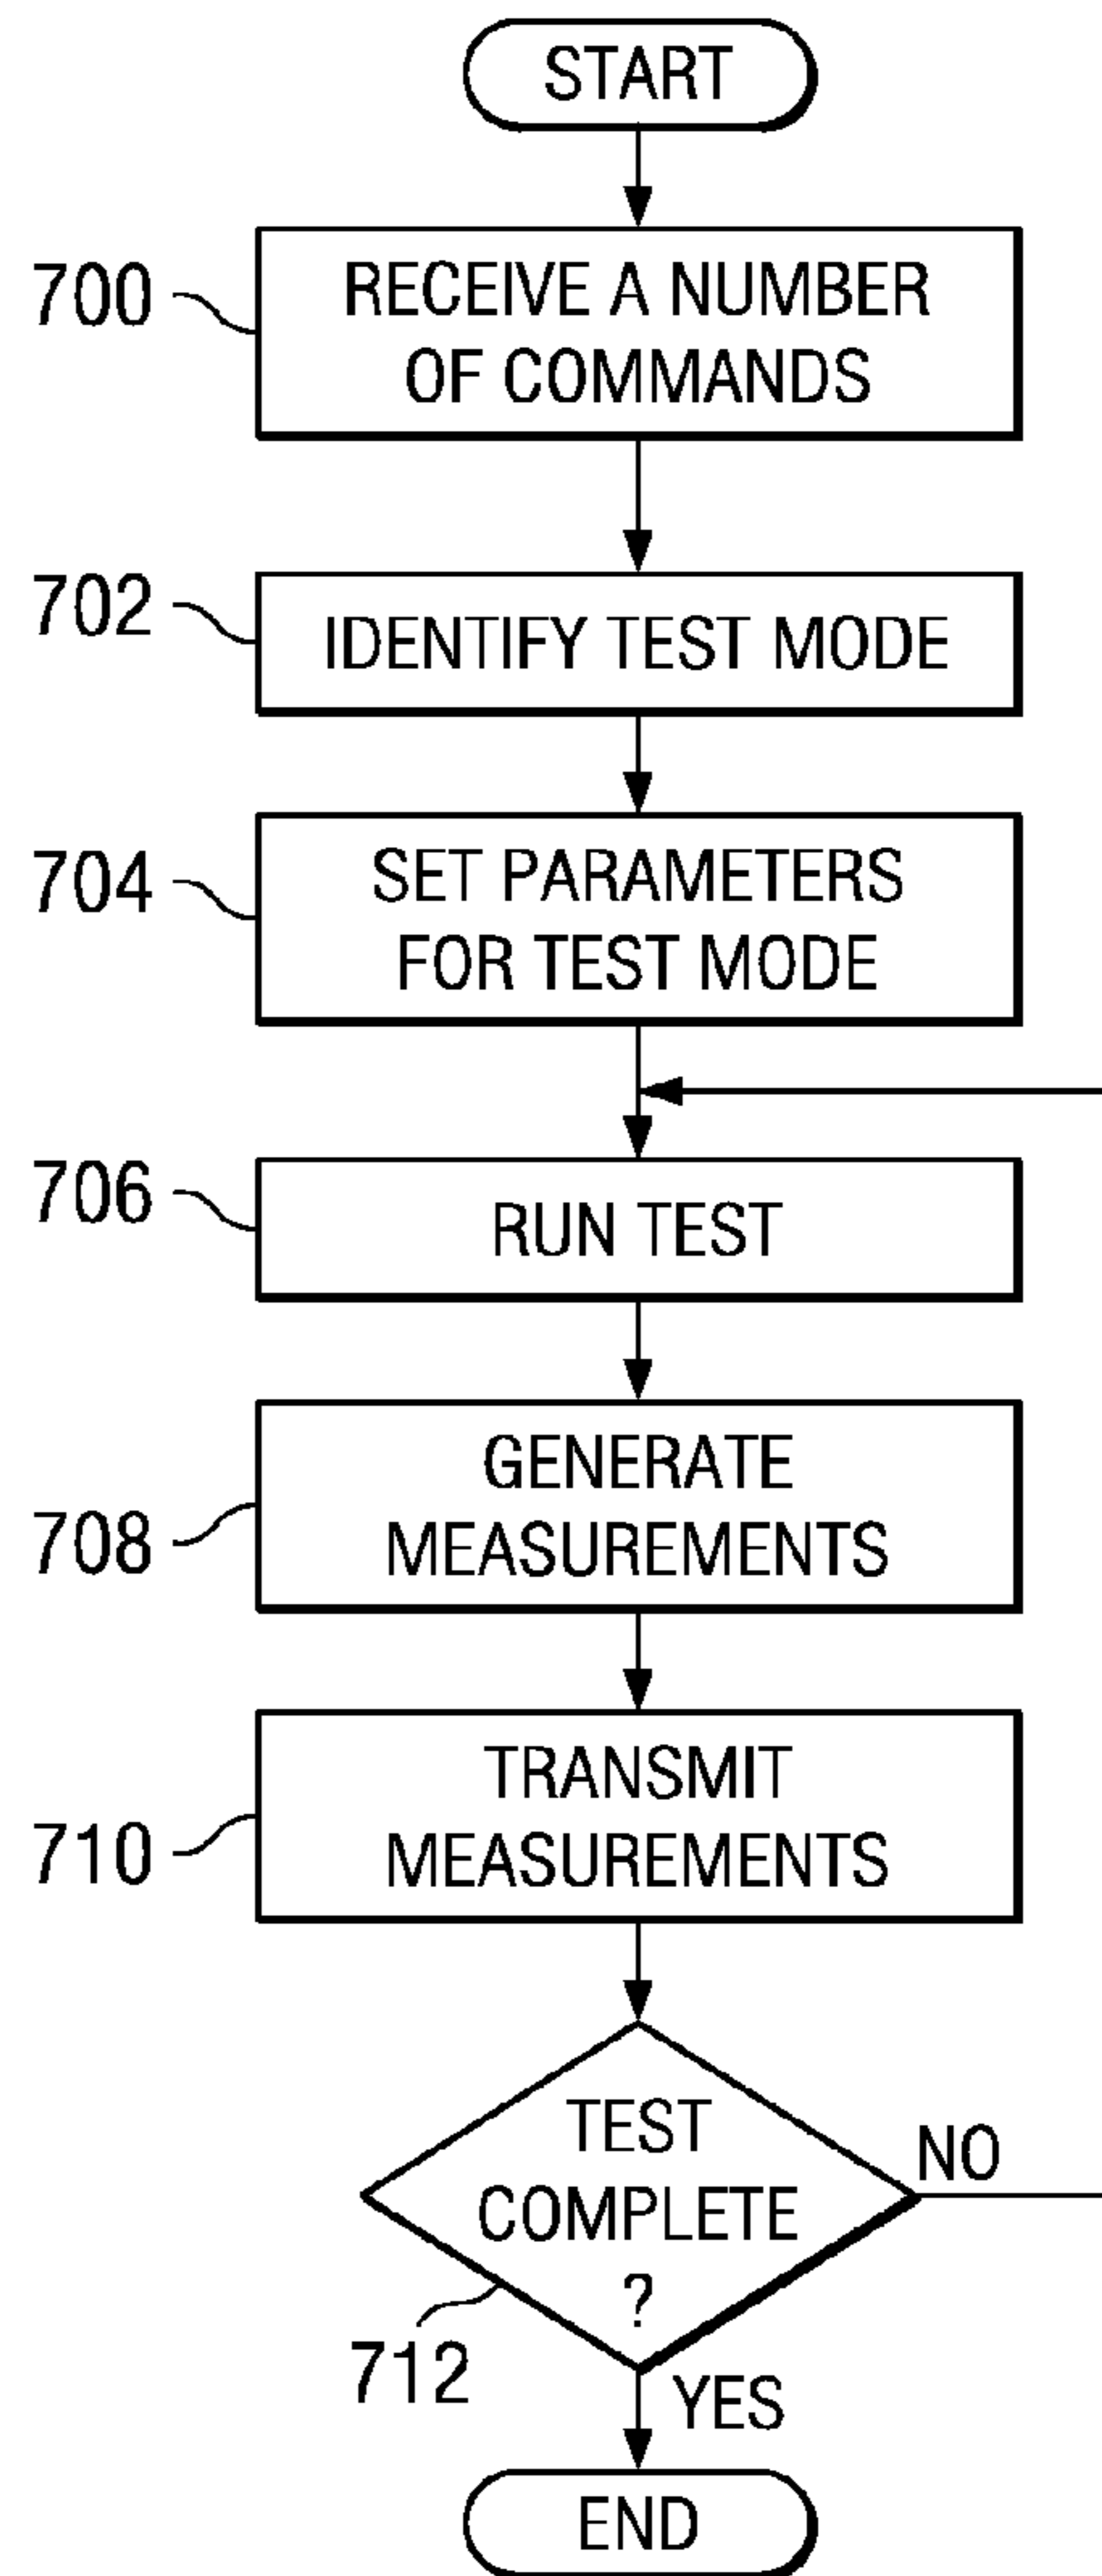 START
700
RECEIVE A NUMBER
OF COMMANDS
702
IDENTIFY TEST MODE
704
SET PARAMETERS
FOR TEST MODE
706
RUN TEST
708
GENERATE
MEASUREMENTS
710
TRANSMIT
MEASUREMENTS
TEST
COMPLETE
?
NO
712
YES
END